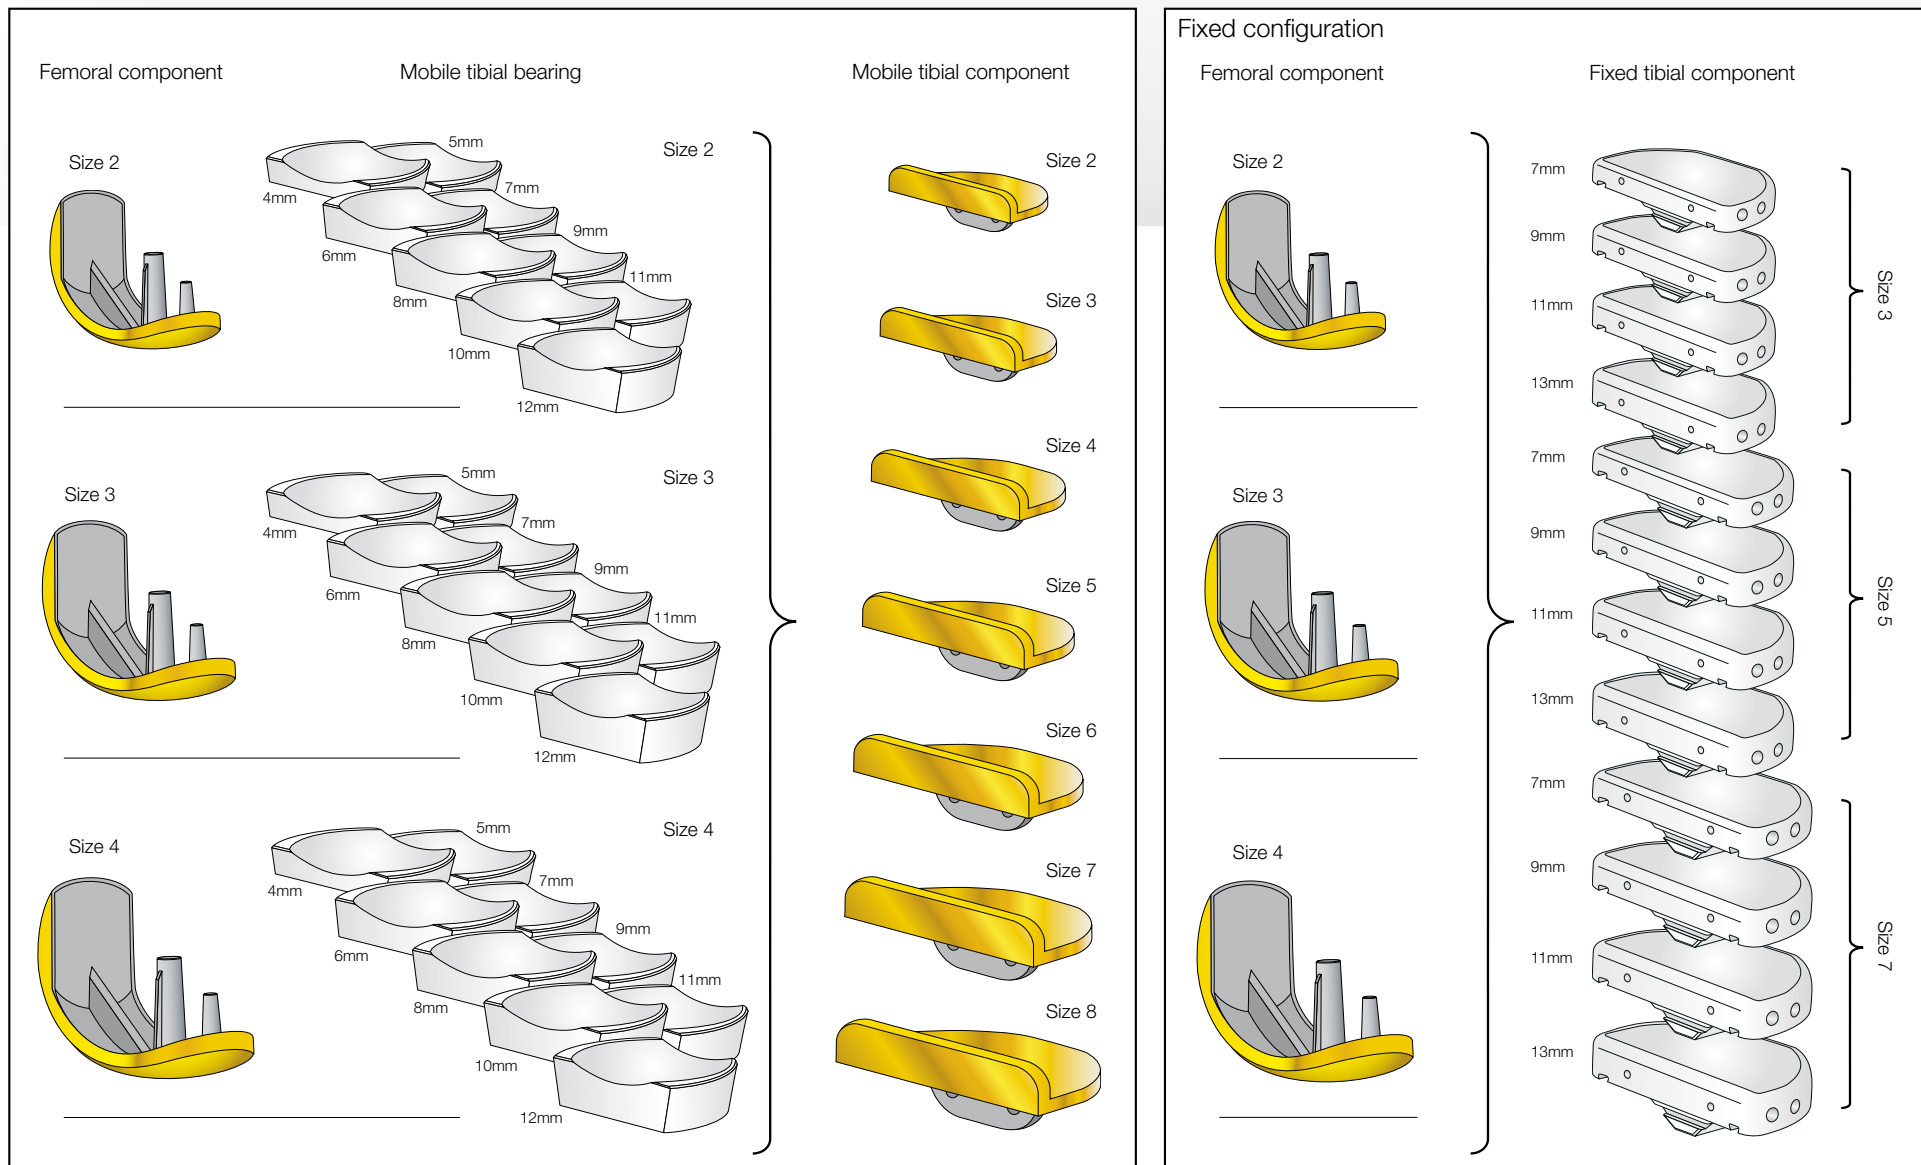 Femoral component
Mobile tibial bearing
Mobile tibial component
Size 2
5mm
Size 2
4mm
7mm
6mm
9mm
8mm
11mm
10mm
12mm
Size 3
5mm
Size 3
4mm
7mm
6mm
9mm
8mm
11mm
10mm
12mm
Size 4
5mm
Size 4
4mm
7mm
6mm
9mm
8mm
11mm
10mm
12mm
Size 2
Size 3
Size 4
Size 5
Size 6
Size 7
Size 8
Fixed configuration
Femoral component
Fixed tibial component
Size 2
Size 3
Size 4
7mm
9mm
11mm
13mm
Size 3
7mm
9mm
11mm
13mm
Size 5
7mm
9mm
11mm
13mm
Size 7